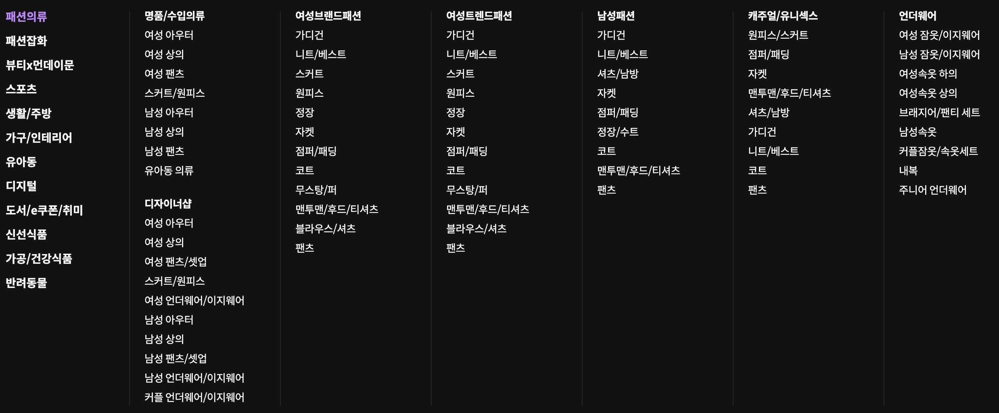 패션의류
패션잡화
뷰티x먼데이문
스포츠
생활/주방
가구/인테리어
유아동
디지털
도서/e쿠폰/취미
신선식품
가공/건강식품
반려동물
명품/수입의류
여성 아우터
여성 상의
여성 팬츠
스커트/원피스
남성 아우터
남성 상의
남성 팬츠
유아동 의류
디자이너샵
여성 아우터
여성 상의
여성 팬츠/셋업
스커트/원피스
여성 언더웨어/이지웨어
남성 아우터
남성 상의
남성 팬츠/셋업
남성 언더웨어/이지웨어
커플 언더웨어/이지웨어
여성브랜드패션
가디건
니트/베스트
스커트
원피스
정장
자켓
점퍼/패딩
코트
무스탕/퍼
맨투맨/후드/티셔츠
블라우스/셔츠
팬츠
여성트렌드패션
가디건
니트/베스트
스커트
원피스
정장
자켓
점퍼/패딩
코트
무스탕/퍼
맨투맨/후드/티셔츠
블라우스/셔츠
팬츠
남성패션
가디건
니트/베스트
셔츠/남방
자켓
점퍼/패딩
정장/수트
코트
맨투맨/후드/티셔츠
팬츠
캐주얼/유니섹스
원피스/스커트
점퍼/패딩
자켓
맨투맨/후드/티셔츠
셔츠/남방
가디건
니트/베스트
코트
팬츠
언더웨어
여성 잠옷/이지웨어
남성 잠옷/이지웨어
여성속옷 하의
여성속옷 상의
브래지어/팬티 세트
남성속옷
커플잠옷/속옷세트
내복
주니어 언더웨어